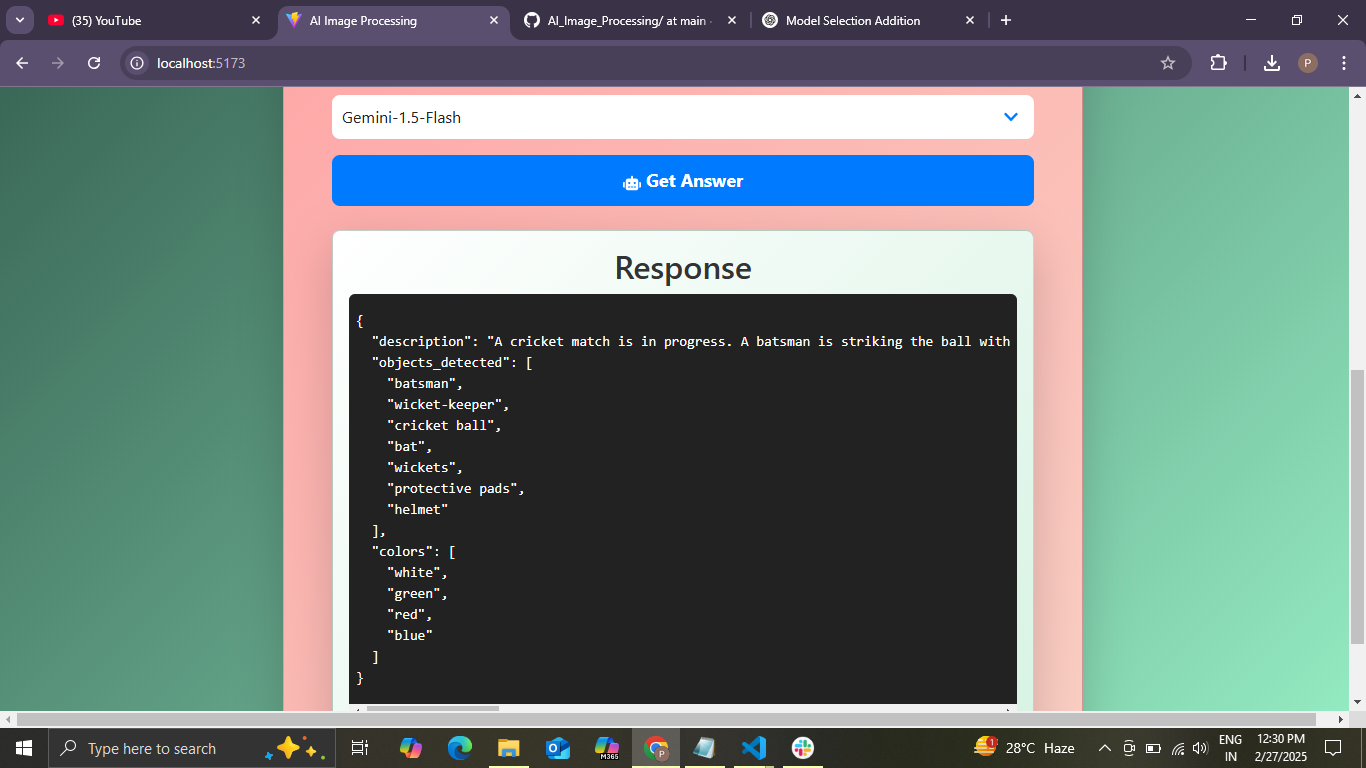 (35) YouTube
AI Image Processing
AI_Image_Processing/ at main
Model Selection Addition
localhost:5173
P
Gemini-1.5-Flash
Get Answer
Response
{
"description": "A cricket match is in progress. A batsman is striking the ball with
"objects_detected": [
"batsman",
"wicket-keeper",
"cricket ball",
"bat",
"wickets",
"protective pads",
"helmet"
],
"colors": [
"white",
"green",
"red",
"blue"
]
}
Type here to search
M365
P
1
28°C Haze
ENG
IN
12:30 PM
2/27/2025